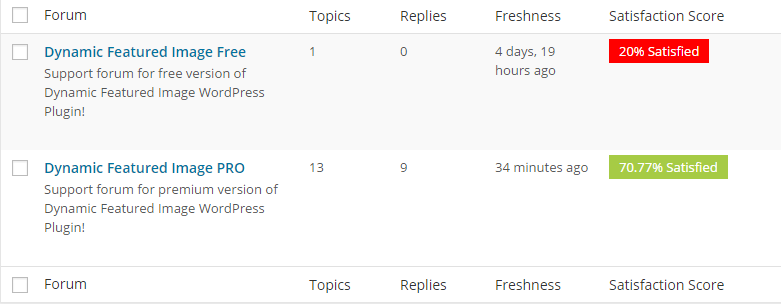 Forum Topics Replies Freshness Satisfaction Score
Dynamic Featured Image Free 1 0 4 days, 19 20% Satisfied
Support forum for free version of hours ago
Dynamic Featured Image WordPress
Plugin!
Dynamic Featured Image PRO 13 9 34 minutes ago 70.77% Satisfied
Support forum for premium version of
Dynamic Featured Image WordPress
Plugin!
Forum Topics Replies Freshness Satisfaction Score